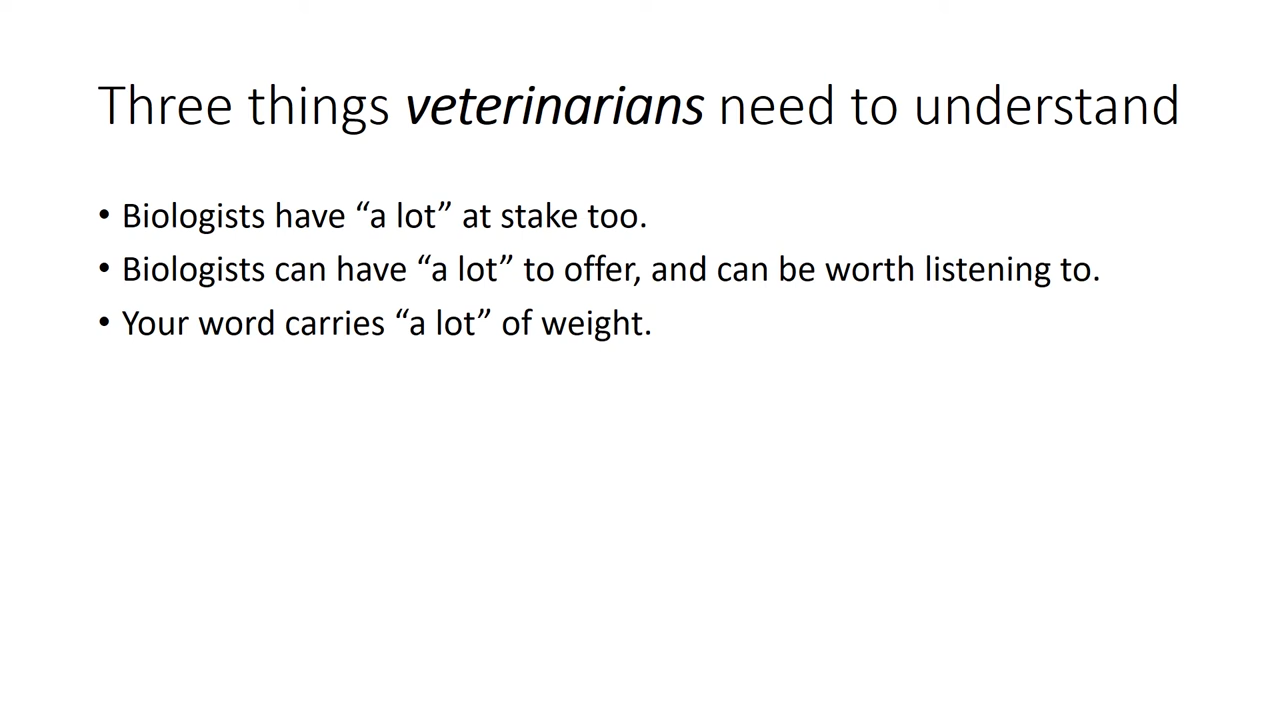 Three things veterinarians need to understand
• Biologists have “a lot” at stake too.
• Biologists can have “a lot” to offer, and can be worth listening to.
• Your word carries “a lot” of weight.